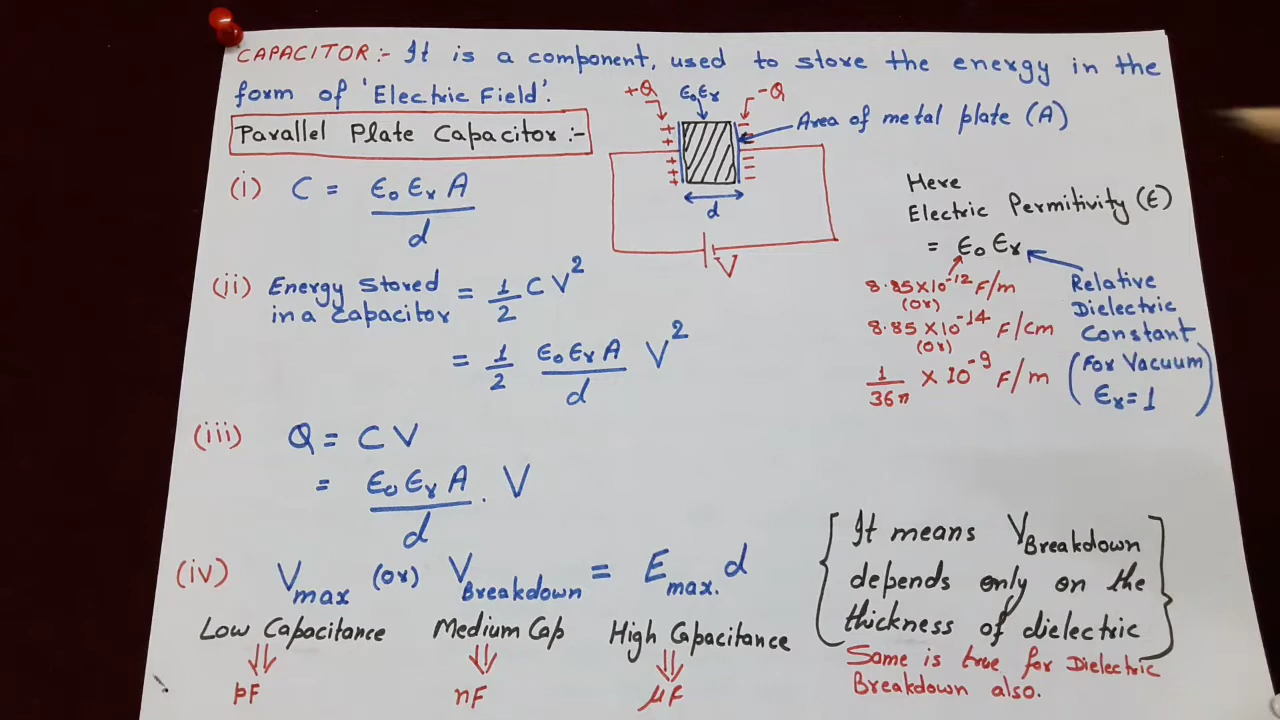 CAPACITOR:- It is a component, used to store the energy in the
form of 'Electric Field'.
+Q ε₀εᵣ -Q
Area of metal plate (A)
Parallel Plate Capacitor :-
(i) C = ε₀ εᵣ A / d
d
V
Here
Electric Permitivity (ε)
= ε₀ εᵣ
8.85×10⁻¹² F/m
(or)
8.85 ×10⁻¹⁴ F/cm
(or)
1/36π × 10⁻⁹ F/m
Relative
Dielectric
Constant
(For Vacuum
εᵣ = 1)
(ii) Energy Stored
in a Capacitor = 1/2 C V²
= 1/2 ε₀ εᵣ A / d V²
(iii) Q = C V
= ε₀ εᵣ A / d . V
(iv) Vmax (or) VBreakdown = Emax. d
{ It means VBreakdown
depends only on the
thickness of dielectric }
Same is true for Dielectric
Breakdown also.
Low Capacitance Medium Cap High Capacitance
pF nF μF